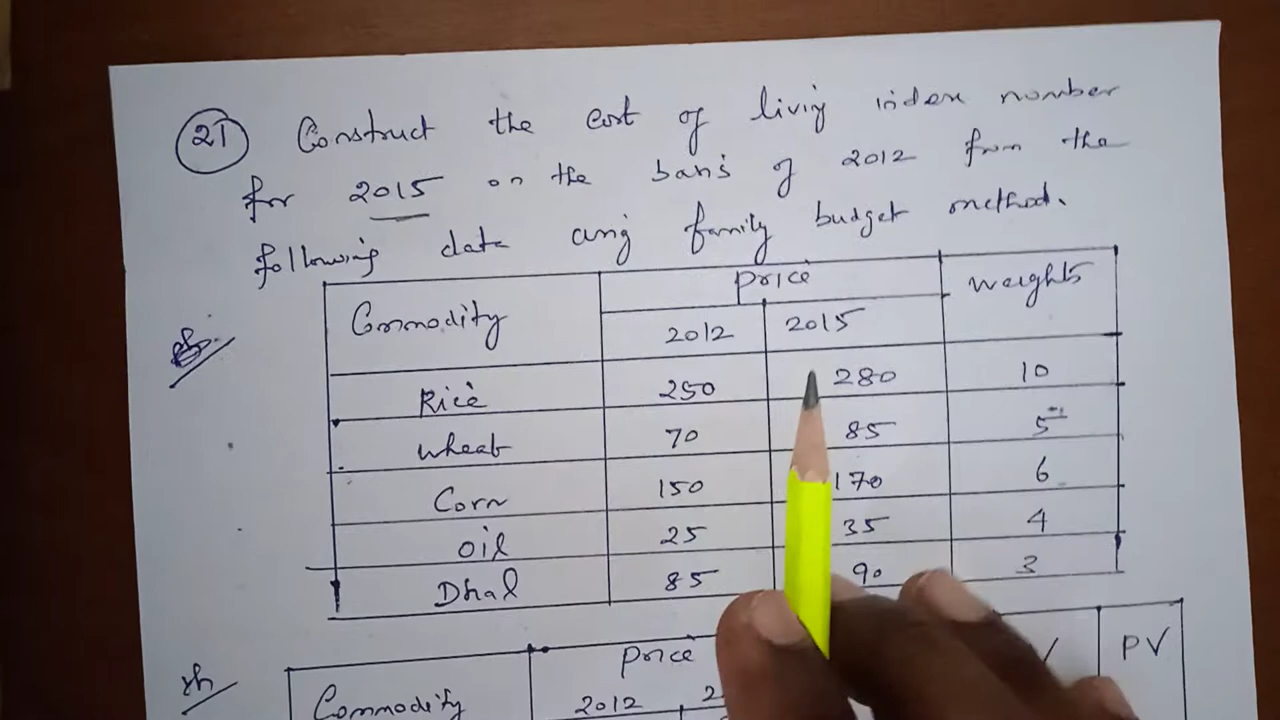 21 Construct the cost of living index number
for 2015 on the basis of 2012 from the
following data using family budget method.
Commodity Price Weights
2012 2015
Rice 250 280 10
Wheat 70 85 5
Corn 150 170 6
Oil 25 35 4
Dhal 85 90 3
Commodity Price V PV
2012 2